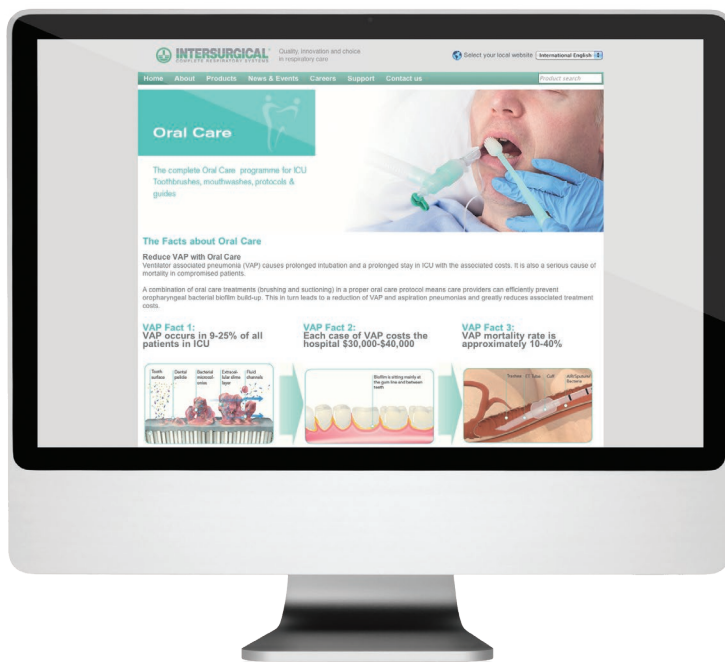 INTERSURGICAL
COMPLETE RESPIRATORY SYSTEMS
Quality, innovation and choice
in respiratory care
Select your local website International English
Home About Products News & Events Careers Support Contact us
Product search
Oral Care
The complete Oral Care programme for ICU
Toothbrushes, mouthwashes, protocols &
guides
The Facts about Oral Care
Reduce VAP with Oral Care
Ventilator associated pneumonia (VAP) causes prolonged intubation and a prolonged stay in ICU with the associated costs. It is also a serious cause of
mortality in compromised patients.
A combination of oral care treatments (brushing and suctioning) in a proper oral care protocol means care providers can efficiently prevent
oropharyngeal bacterial biofilm build-up. This in turn leads to a reduction of VAP and aspiration pneumonies and greatly reduces associated treatment
costs.
VAP Fact 1:
VAP occurs in 9-25% of all
patients in ICU
VAP Fact 2:
Each case of VAP costs the
hospital $30,000-$40,000
VAP Fact 3:
VAP mortality rate is
approximately 10-40%
Tooth
surface
Dental
pellicle
Bacterial
microcol-
onies
Extracel-
lular slime
layer
Fluid
channels
Biofilm is sitting mainly at
the gum line and between
teeth
Trachea ET Tube Cuff
Bacteria